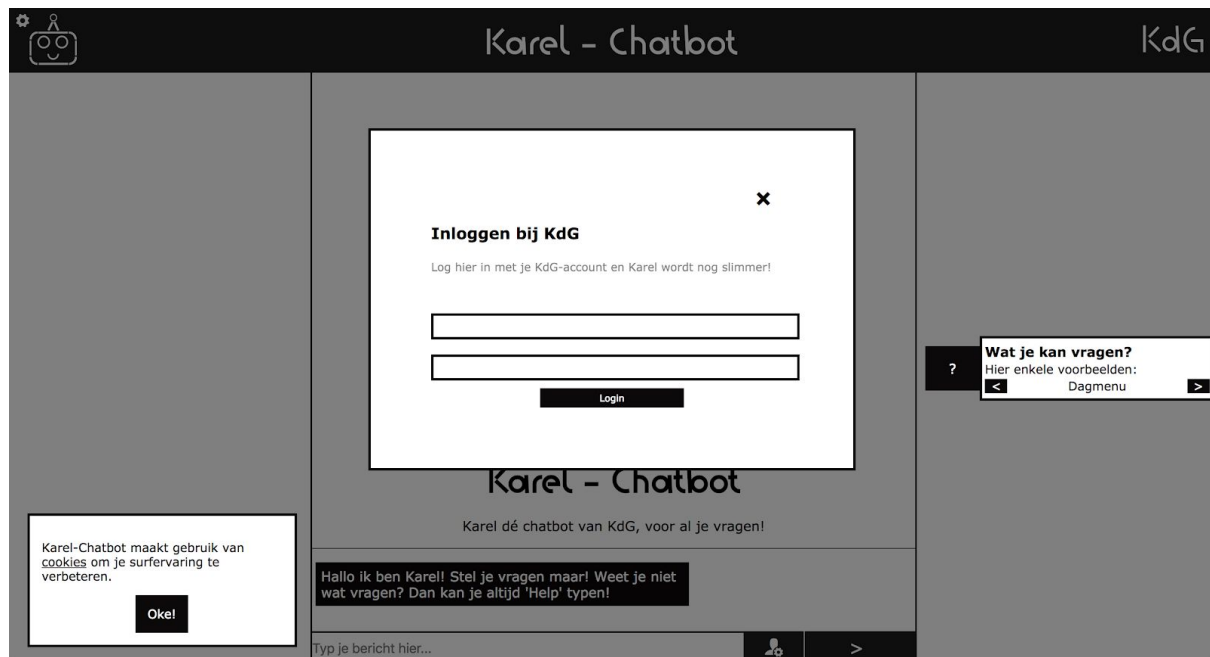 Karel - Chatbot
KdG
×
Inloggen bij KdG
Log hier in met je KdG-account en Karel wordt nog slimmer!
Login
?
Wat je kan vragen?
Hier enkele voorbeelden:
< Dagmenu >
Karel - Chatbot
Karel dé chatbot van KdG, voor al je vragen!
Karel-Chatbot maakt gebruik van
cookies om je surfervaring te
verbeteren.
Oke!
Hallo ik ben Karel! Stel je vragen maar! Weet je niet
wat vragen? Dan kan je altijd 'Help' typen!
Typ je bericht hier...
>